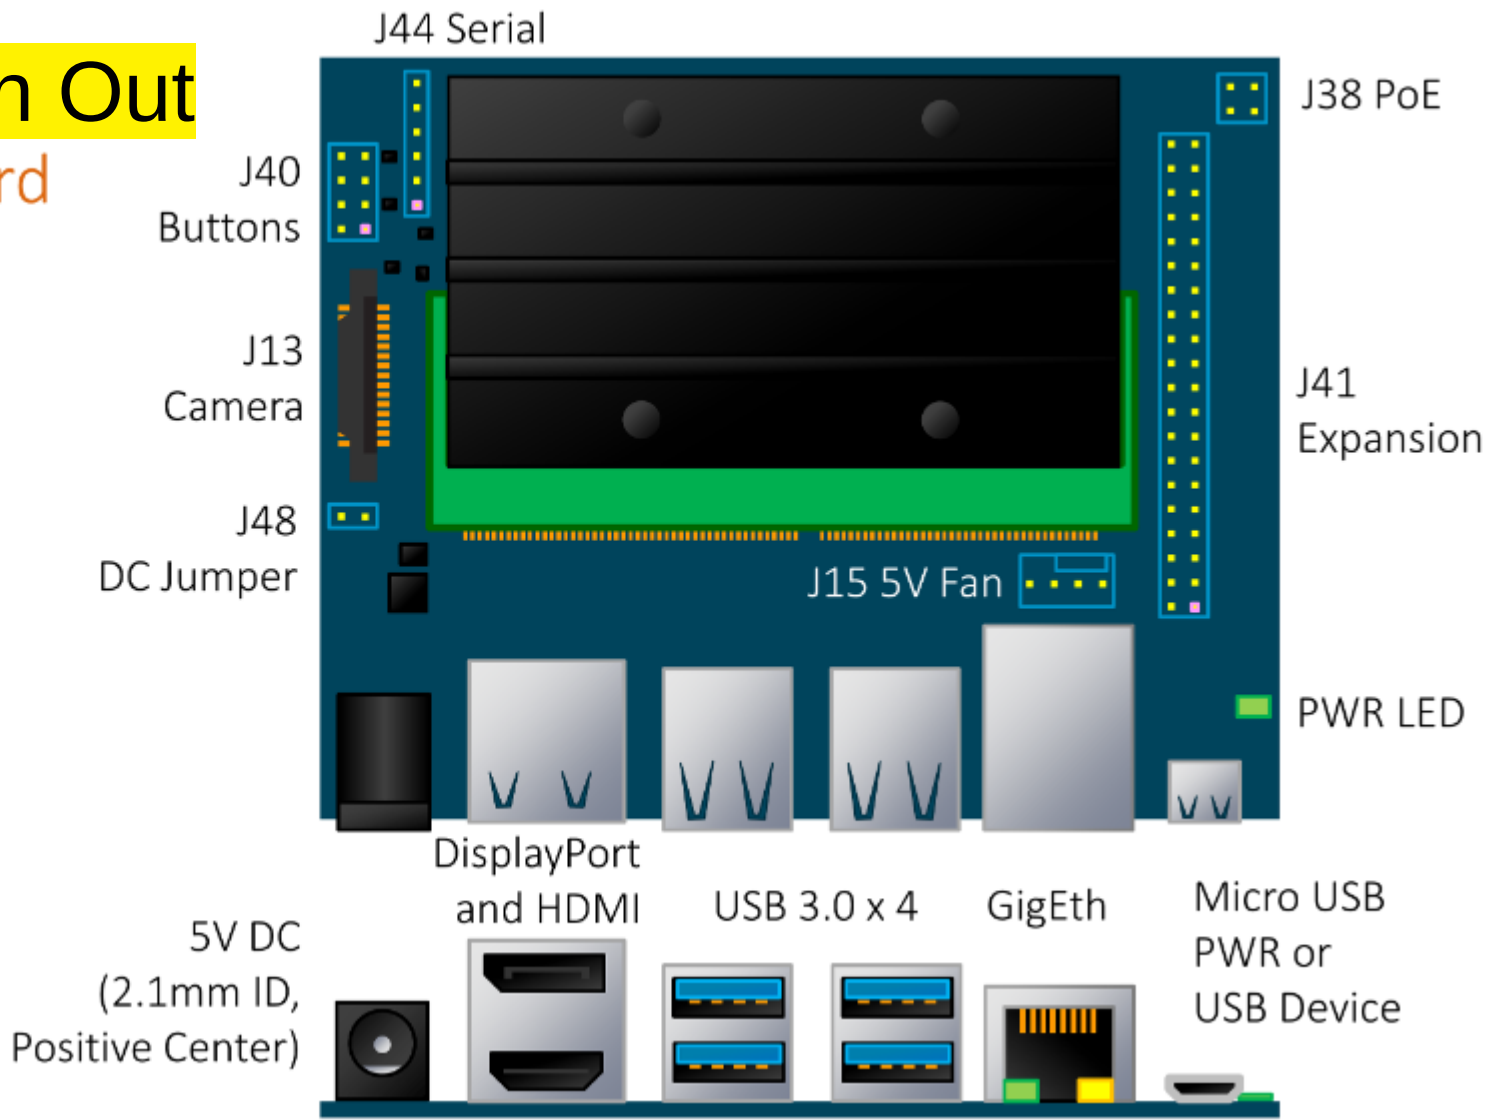 J44 Serial
n Out
rd
J38 PoE
J40
Buttons
J13
Camera
J41
Expansion
J48
DC Jumper
J15 5V Fan
PWR LED
DisplayPort
and HDMI
USB 3.0 x 4
GigEth
Micro USB
PWR or
USB Device
5V DC
(2.1mm ID,
Positive Center)